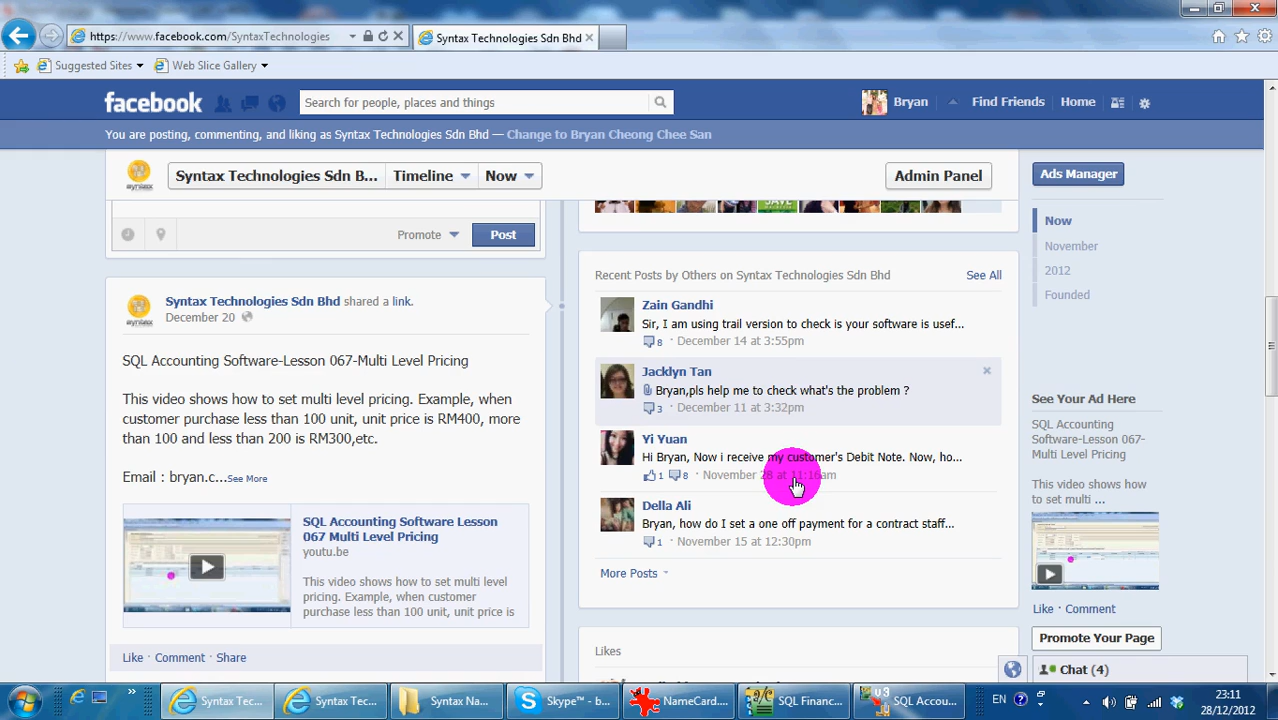 https://www.facebook.com/SyntaxTechnologies
Syntax Technologies Sdn Bhd
Suggested Sites
Web Slice Gallery
facebook
Search for people, places and things
Bryan
Find Friends
Home
You are posting, commenting, and liking as Syntax Technologies Sdn Bhd — Change to Bryan Cheong Chee San
syntax
Syntax Technologies Sdn B...
Timeline
Now
Admin Panel
Ads Manager
Promote
Post
Now
November
2012
Founded
Syntax Technologies Sdn Bhd shared a link.
December 20
SQL Accounting Software-Lesson 067-Multi Level Pricing
This video shows how to set multi level pricing. Example, when
customer purchase less than 100 unit, unit price is RM400, more
than 100 and less than 200 is RM300,etc.
Email : bryan.c...See More
SQL Accounting Software Lesson
067 Multi Level Pricing
youtu.be
This video shows how to set multi level
pricing. Example, when customer
purchase less than 100 unit, unit price is
Like · Comment · Share
Recent Posts by Others on Syntax Technologies Sdn Bhd
See All
Zain Gandhi
Sir, I am using trail version to check is your software is usef...
8 · December 14 at 3:55pm
Jacklyn Tan
Bryan,pls help me to check what's the problem ?
3 · December 11 at 3:32pm
Yi Yuan
Hi Bryan, Now i receive my customer's Debit Note. Now, ho...
1 8 · November 28 at 11:16am
Della Ali
Bryan, how do I set a one off payment for a contract staff...
1 · November 15 at 12:30pm
More Posts
Likes
See Your Ad Here
SQL Accounting
Software-Lesson 067-
Multi Level Pricing
This video shows how
to set multi ...
Like · Comment
Promote Your Page
Chat (4)
Syntax Tec...
Syntax Tec...
Syntax Na...
Skype™ - b...
NameCard....
SQL Financ...
SQL Accou...
EN
23:11
28/12/2012